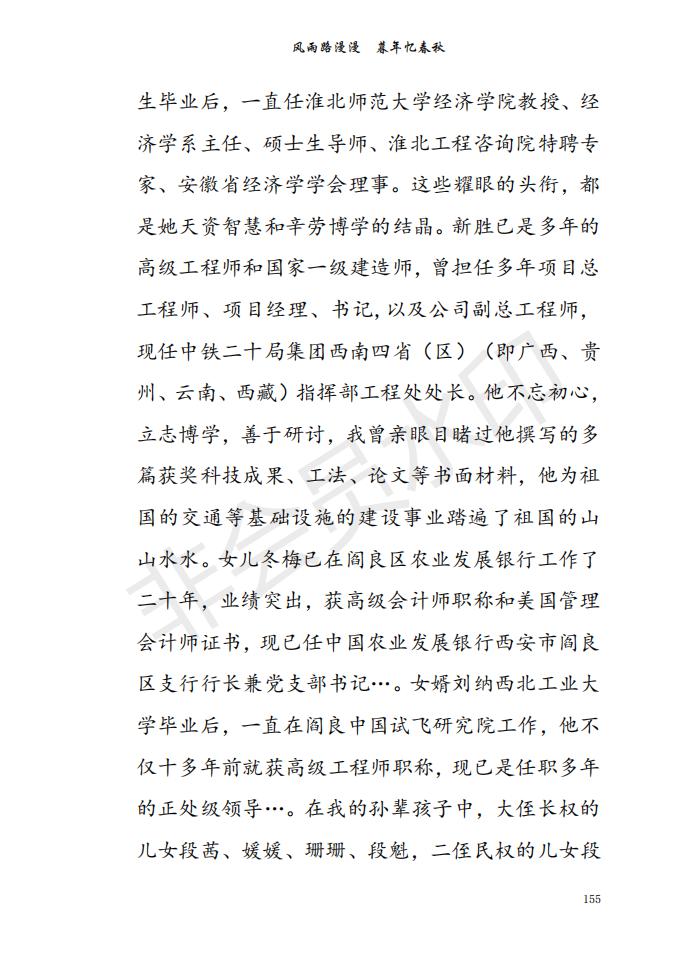 风雨路漫漫　暮年忆春秋
生毕业后，一直任淮北师范大学经济学院教授、经
济学系主任、硕士生导师、淮北工程咨询院特聘专
家、安徽省经济学学会理事。这些耀眼的头衔，都
是她天资智慧和辛劳博学的结晶。新胜已是多年的
高级工程师和国家一级建造师，曾担任多年项目总
工程师、项目经理、书记,以及公司副总工程师，
现任中铁二十局集团西南四省（区）（即广西、贵
州、云南、西藏）指挥部工程处处长。他不忘初心，
立志博学，善于研讨，我曾亲眼目睹过他撰写的多
篇获奖科技成果、工法、论文等书面材料，他为祖
国的交通等基础设施的建设事业踏遍了祖国的山
山水水。女儿冬梅已在阎良区农业发展银行工作了
二十年，业绩突出，获高级会计师职称和美国管理
会计师证书，现已任中国农业发展银行西安市阎良
区支行行长兼党支部书记…。女婿刘纳西北工业大
学毕业后，一直在阎良中国试飞研究院工作，他不
仅十多年前就获高级工程师职称，现已是任职多年
的正处级领导…。在我的孙辈孩子中，大侄长权的
儿女段茜、媛媛、珊珊、段魁，二侄民权的儿女段
155
非会员水印